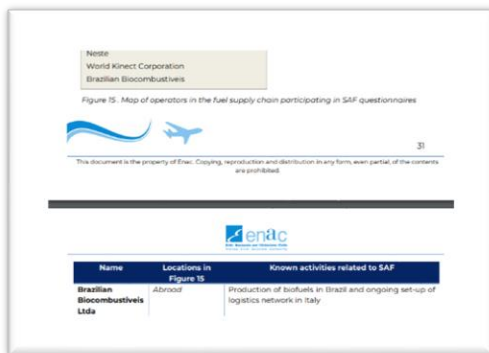 Neste
World Kinect Corporation
Brazilian Biocombustiveis
Figure 15. Map of operators in the fuel supply chain participating in SAF questionnaires
31
This document is the property of Enac. Copying, reproduction and distribution in any form, even partial, of the contents
are prohibited.
enac
Name
Locations in
Figure 15
Known activities related to SAF
Brazilian
Biocombustiveis
Ltda
Abroad
Production of biofuels in Brazil and ongoing set-up of
logistics network in Italy